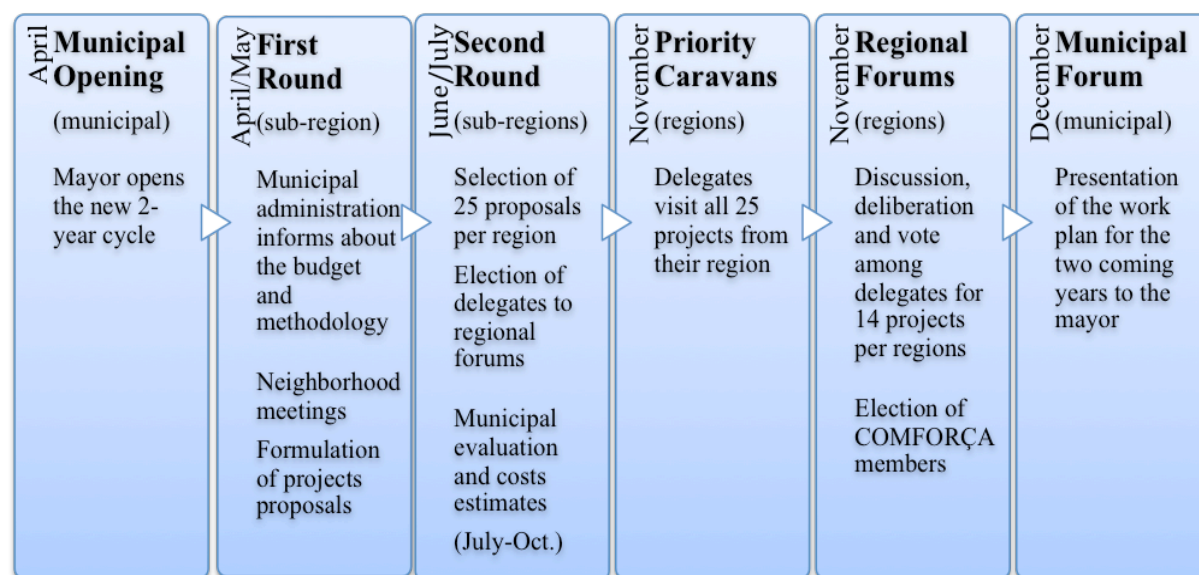 April
Municipal
Opening
(municipal)
Mayor opens
the new 2-
year cycle
April/May
First
Round
(sub-region)
Municipal
administration
informs about
the budget
and
methodology
Neighborhood
meetings
Formulation
of projects
proposals
June/July
Second
Round
(sub-regions)
Selection of
25 proposals
per region
Election of
delegates to
regional
forums
Municipal
evaluation
and costs
estimates
(July-Oct.)
November
Priority
Caravans
(regions)
Delegates
visit all 25
projects from
their region
November
Regional
Forums
(regions)
Discussion,
deliberation
and vote
among
delegates for
14 projects
per regions
Election of
COMFORÇA
members
December
Municipal
Forum
(municipal)
Presentation
of the work
plan for the
two coming
years to the
mayor